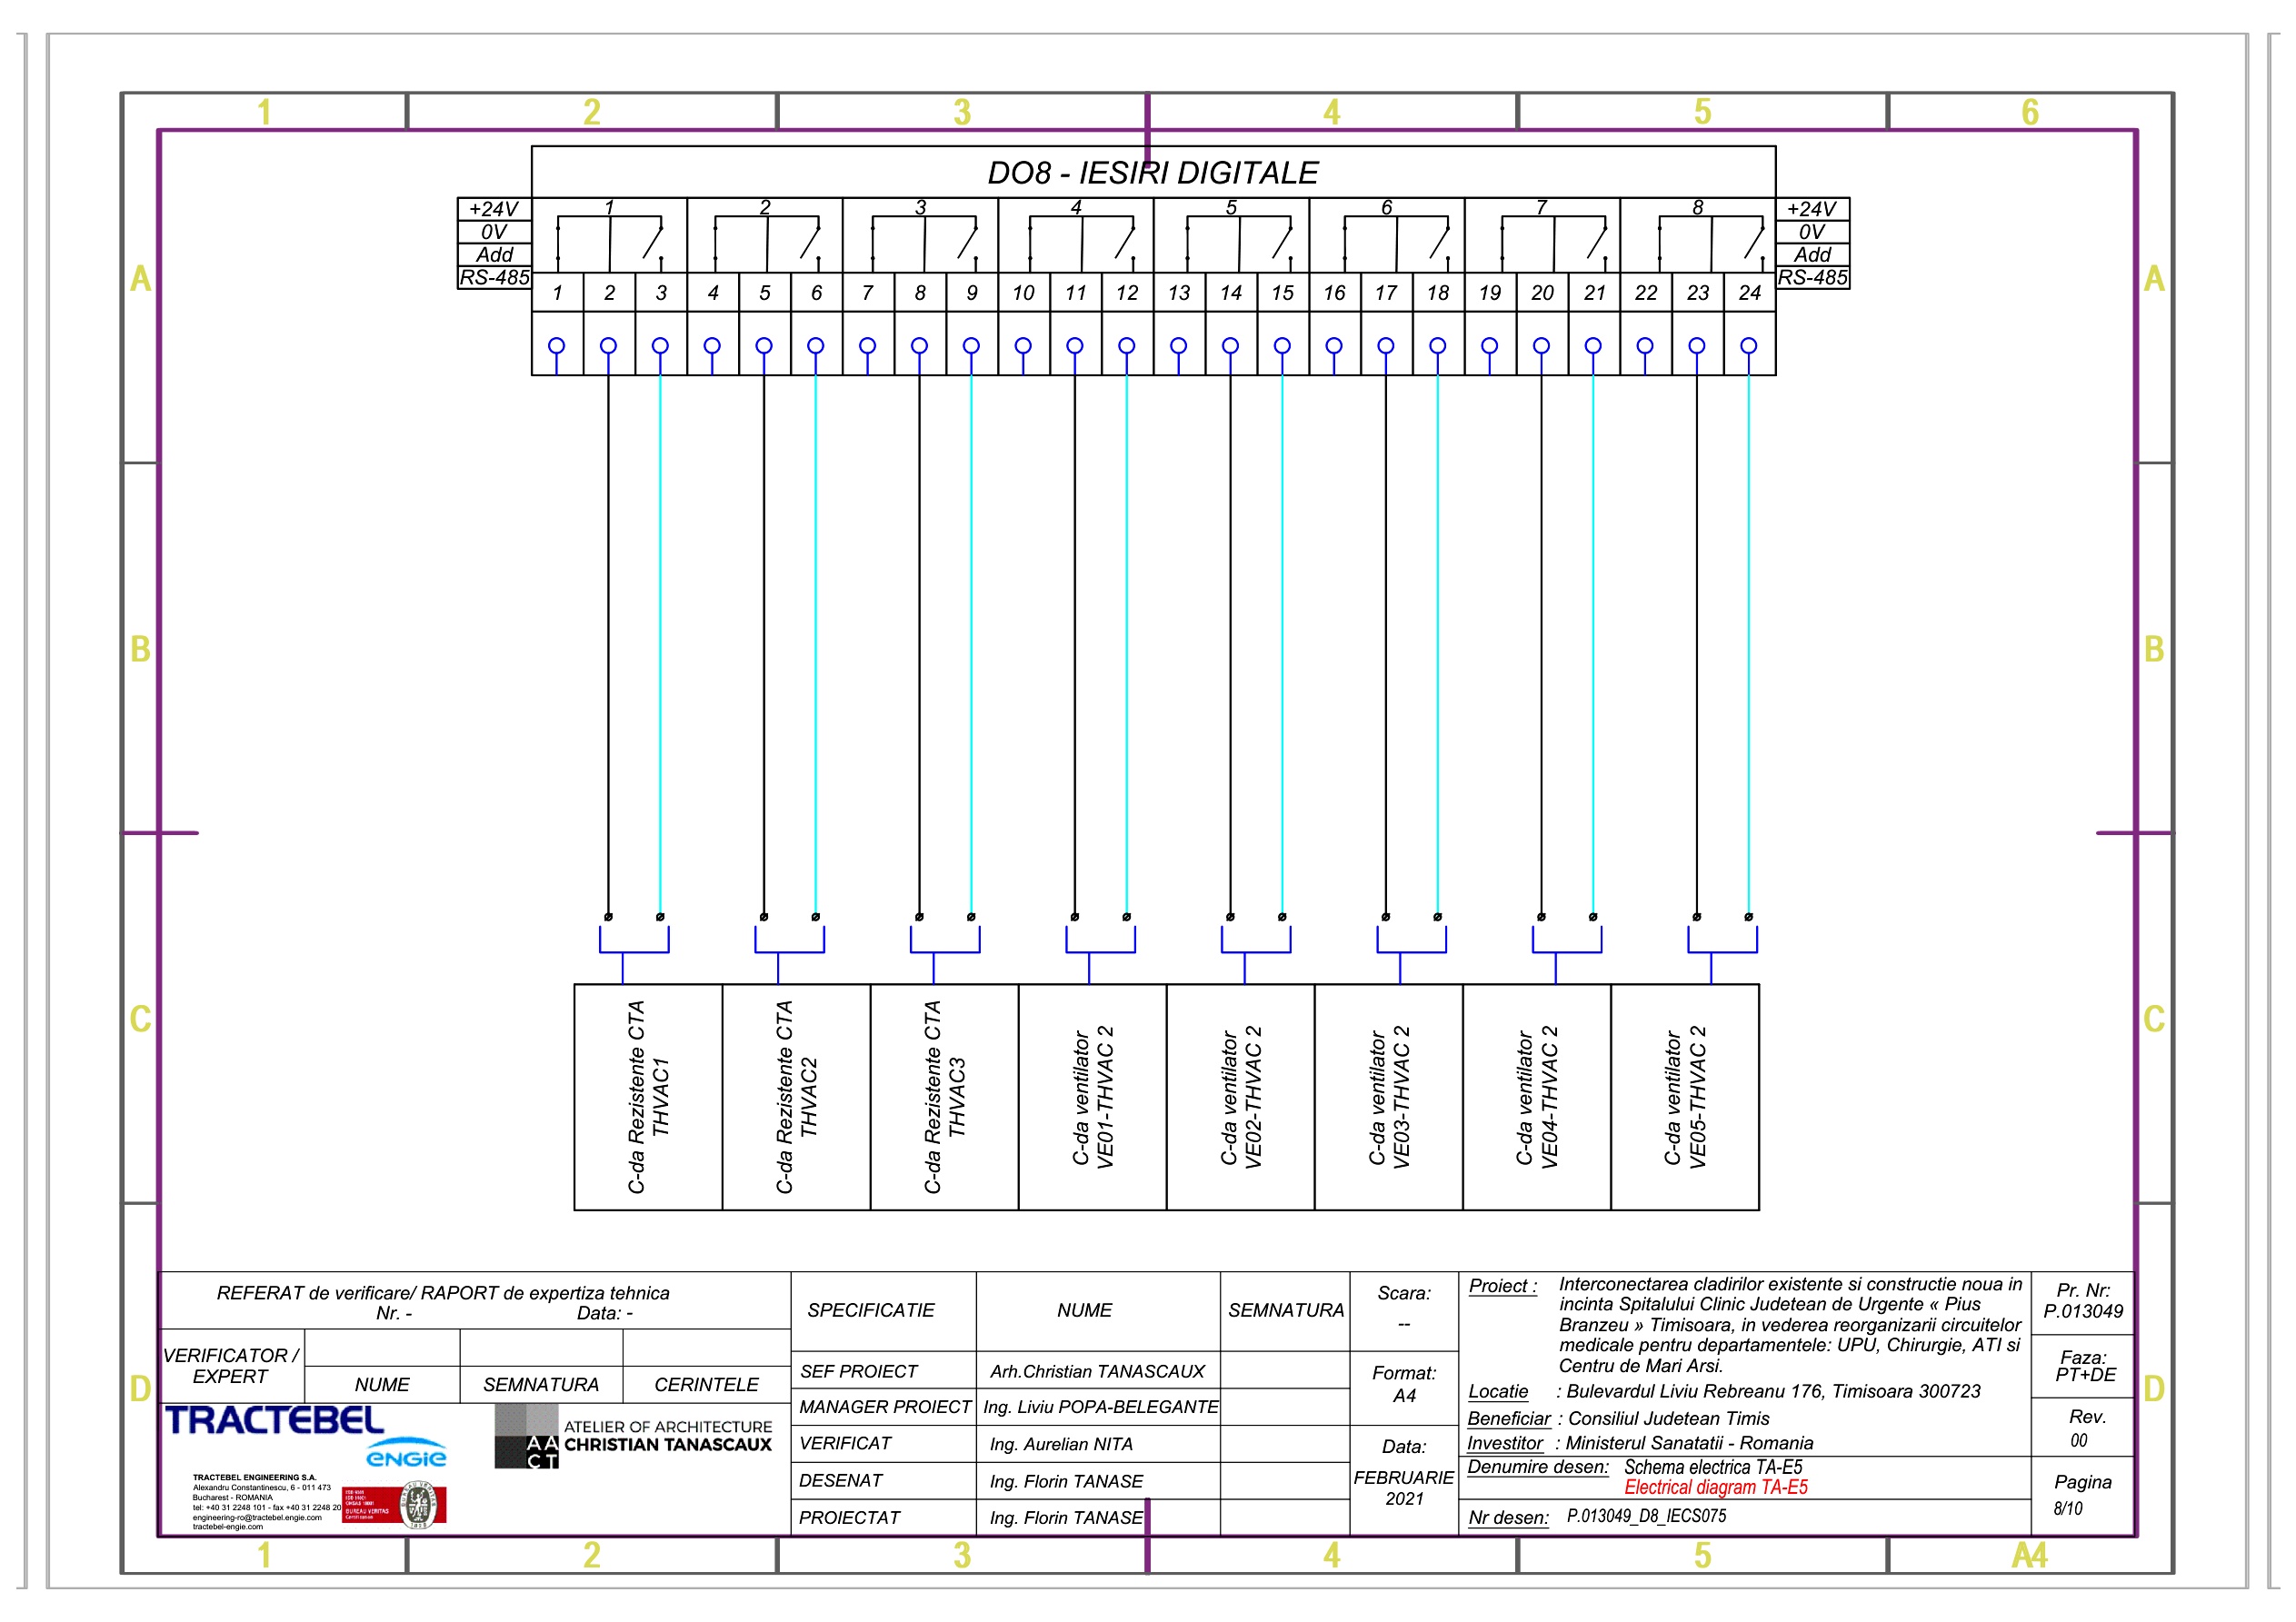 1 2 3 4 5 6
DO8 - IESIRI DIGITALE
+24V 1 2 3 4 5 6 7 8 +24V
0V 0V
Add Add
RS-485 RS-485
1 2 3 4 5 6 7 8 9 10 11 12 13 14 15 16 17 18 19 20 21 22 23 24
A A
B B
C C
C-da Rezistente CTA
THVAC1
C-da Rezistente CTA
THVAC2
C-da Rezistente CTA
THVAC3
C-da ventilator
VE01-THVAC 2
C-da ventilator
VE02-THVAC 2
C-da ventilator
VE03-THVAC 2
C-da ventilator
VE04-THVAC 2
C-da ventilator
VE05-THVAC 2
D D
REFERAT de verificare/ RAPORT de expertiza tehnica
Nr. - Data: -
VERIFICATOR /
EXPERT
NUME SEMNATURA CERINTELE
TRACTEBEL
ENGIE
TRACTEBEL ENGINEERING S.A.
Alexandru Constantinescu, 6 - 011 473
Bucharest - ROMANIA
tel: +40 31 2248 101 - fax +40 31 2248 20
engineering-ro@tractebel.engie.com
tractebel-engie.com
BUREAU VERITAS
Certification
AA
CT
ATELIER OF ARCHITECTURE
CHRISTIAN TANASCAUX
SPECIFICATIE NUME SEMNATURA
SEF PROIECT Arh.Christian TANASCAUX
MANAGER PROIECT Ing. Liviu POPA-BELEGANTE
VERIFICAT Ing. Aurelian NITA
DESENAT Ing. Florin TANASE
PROIECTAT Ing. Florin TANASE
Scara:
--
Format:
A4
Data:
FEBRUARIE
2021
Proiect : Interconectarea cladirilor existente si constructie noua in
incinta Spitalului Clinic Judetean de Urgente « Pius
Branzeu » Timisoara, in vederea reorganizarii circuitelor
medicale pentru departamentele: UPU, Chirurgie, ATI si
Centru de Mari Arsi.
Locatie : Bulevardul Liviu Rebreanu 176, Timisoara 300723
Beneficiar : Consiliul Judetean Timis
Investitor : Ministerul Sanatatii - Romania
Denumire desen: Schema electrica TA-E5
Electrical diagram TA-E5
Nr desen: P.013049_D8_IECS075
Pr. Nr:
P.013049
Faza:
PT+DE
Rev.
00
Pagina
8/10
1 2 3 4 5 A4